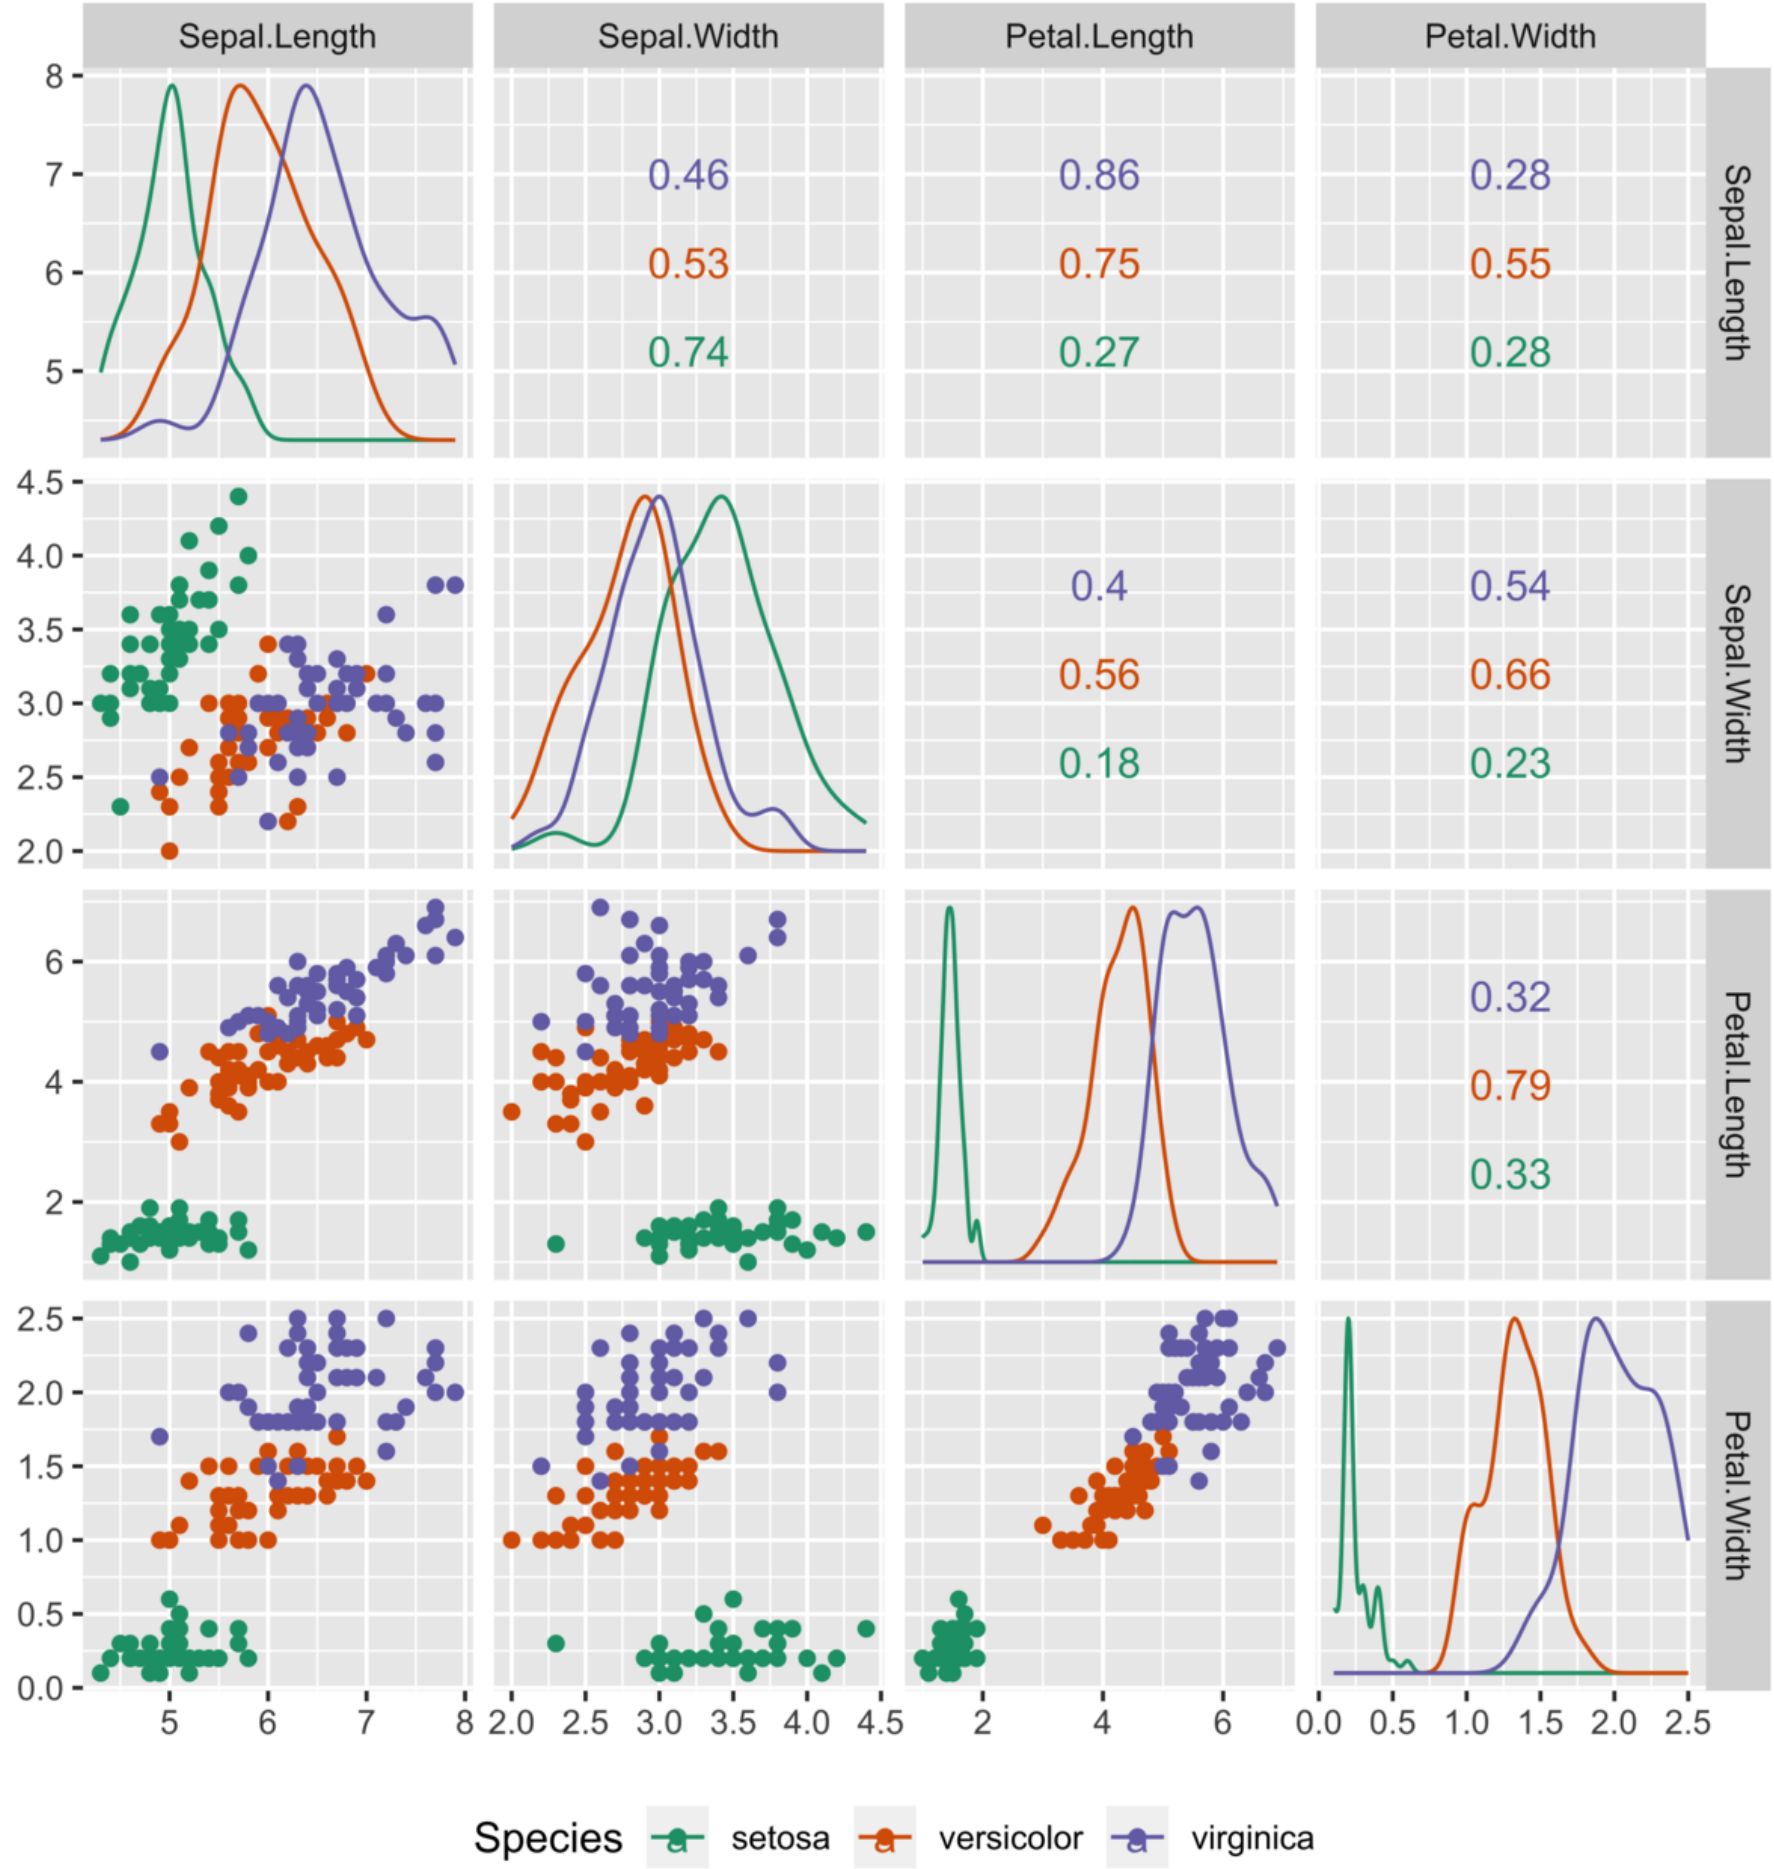 Sepal.Length Sepal.Width Petal.Length Petal.Width
8
7 0.46 0.86 0.28
6 0.53 0.75 0.55
5 0.74 0.27 0.28
Sepal.Length
4.5
4.0 0.4 0.54
3.5
3.0 0.56 0.66
2.5 0.18 0.23
2.0
Sepal.Width
6 0.32
4 0.79
2 0.33
Petal.Length
2.5
2.0
1.5
1.0
0.5
0.0
Petal.Width
5 6 7 8 2.0 2.5 3.0 3.5 4.0 4.5 2 4 6 0.0 0.5 1.0 1.5 2.0 2.5
Species a setosa a versicolor a virginica